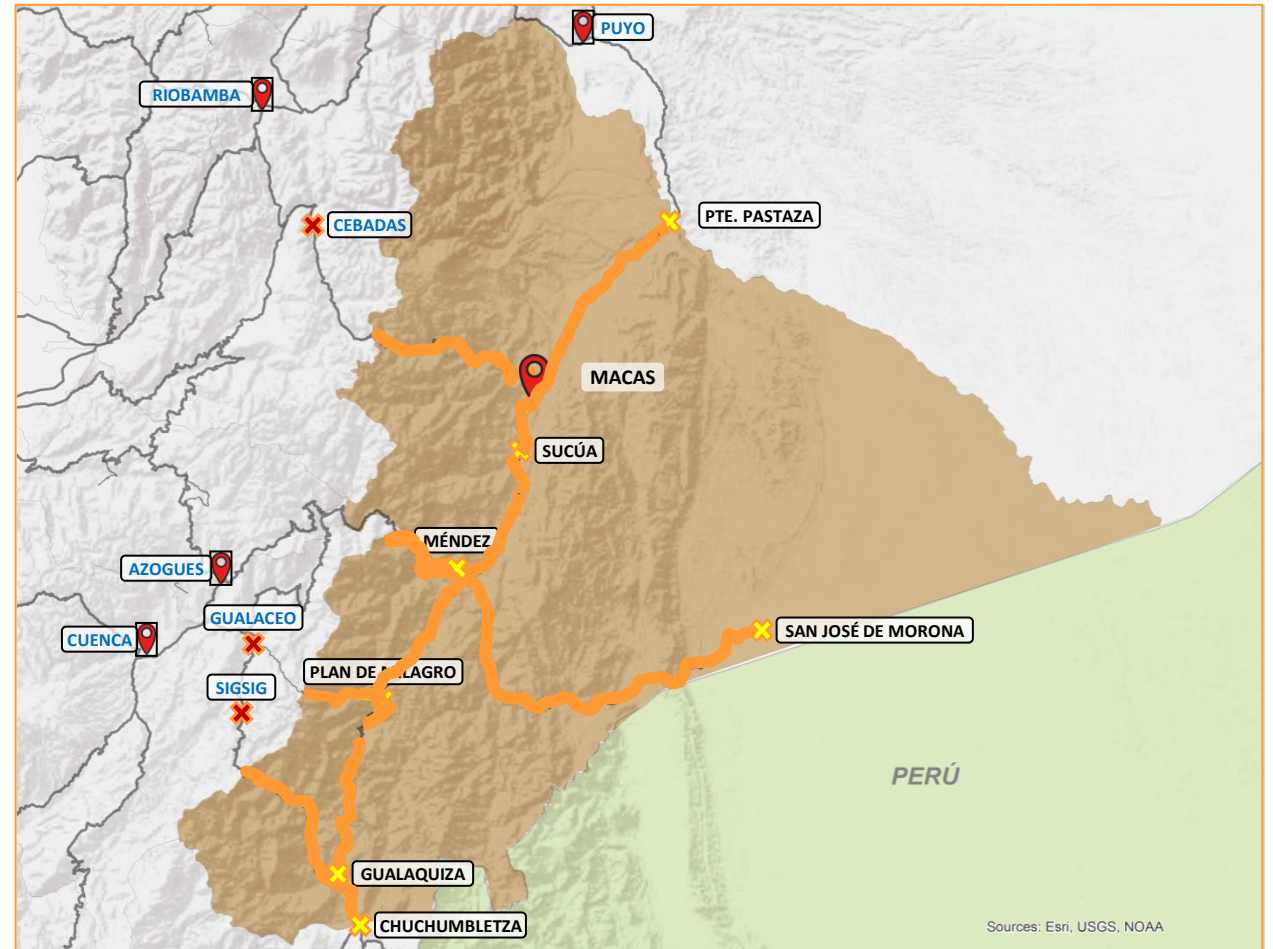 PUYO
RIOBAMBA
PTE. PASTAZA
CEBADAS
MACAS
SUCÚA
MÉNDEZ
AZOGUES
GUALACEO
CUENCA
SAN JOSÉ DE MORONA
PLAN DE MILAGRO
SIGSIG
PERÚ
GUALAQUIZA
CHUCHUMBLETZA
Sources: Esri, USGS, NOAA